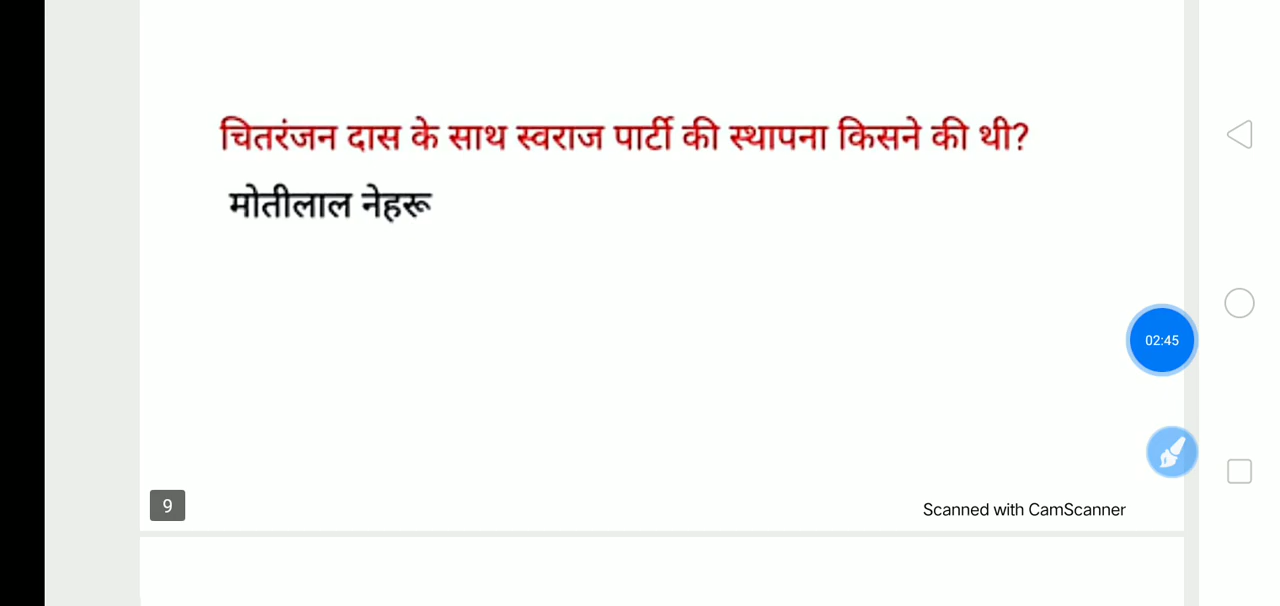 चितरंजन दास के साथ स्वराज पार्टी की स्थापना किसने की थी?
मोतीलाल नेहरू
02:45
9
Scanned with CamScanner